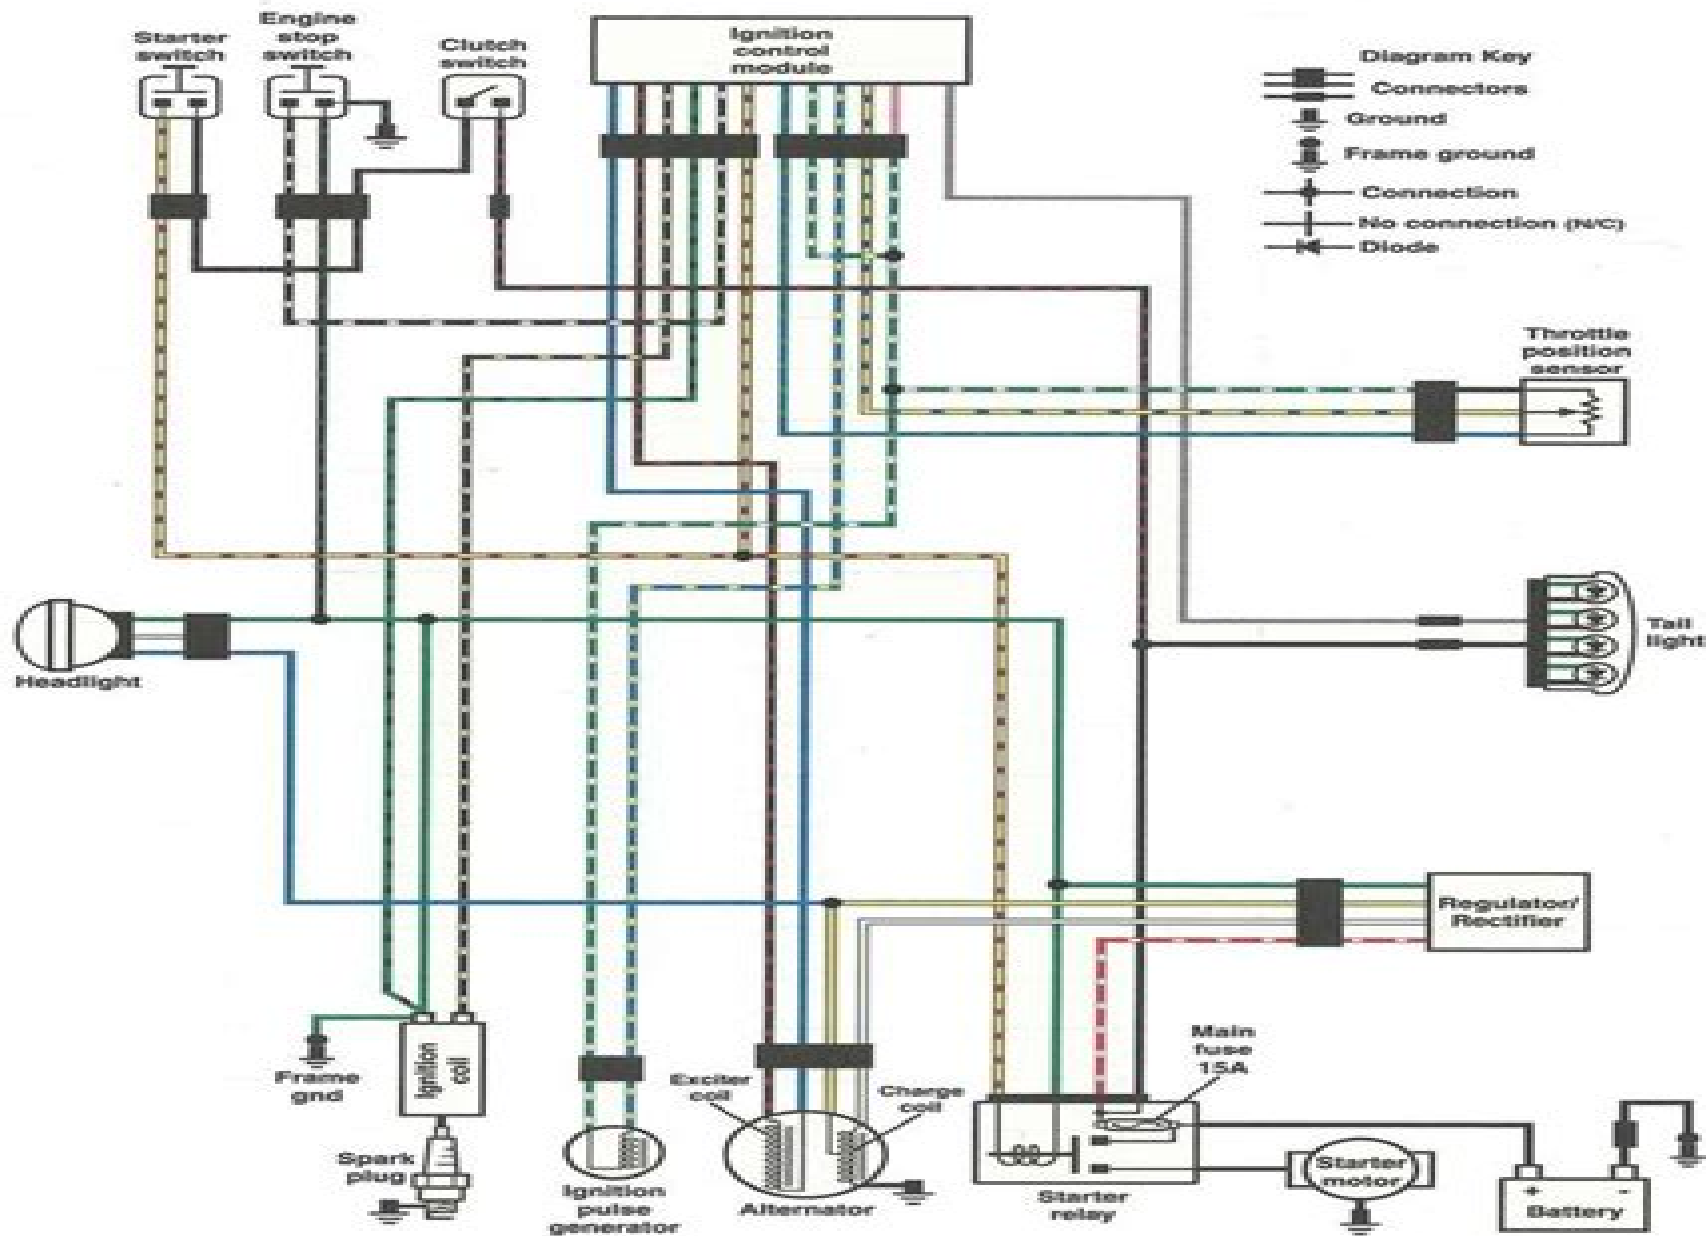 Starter
switch
Engine
stop
switch
Clutch
switch
Ignition
control
module
Diagram Key
Connectors
Ground
Frame ground
Connection
No connection (N/C)
Diode
Throttle
position
sensor
Headlight
Tail
light
Regulator/
Rectifier
Main
fuse
15A
Frame
gnd
Ignition
coil
Exciter
coil
Charge
coil
Spark
plug
Ignition
pulse
generator
Alternator
Starter
relay
Starter
motor
+
-
Battery